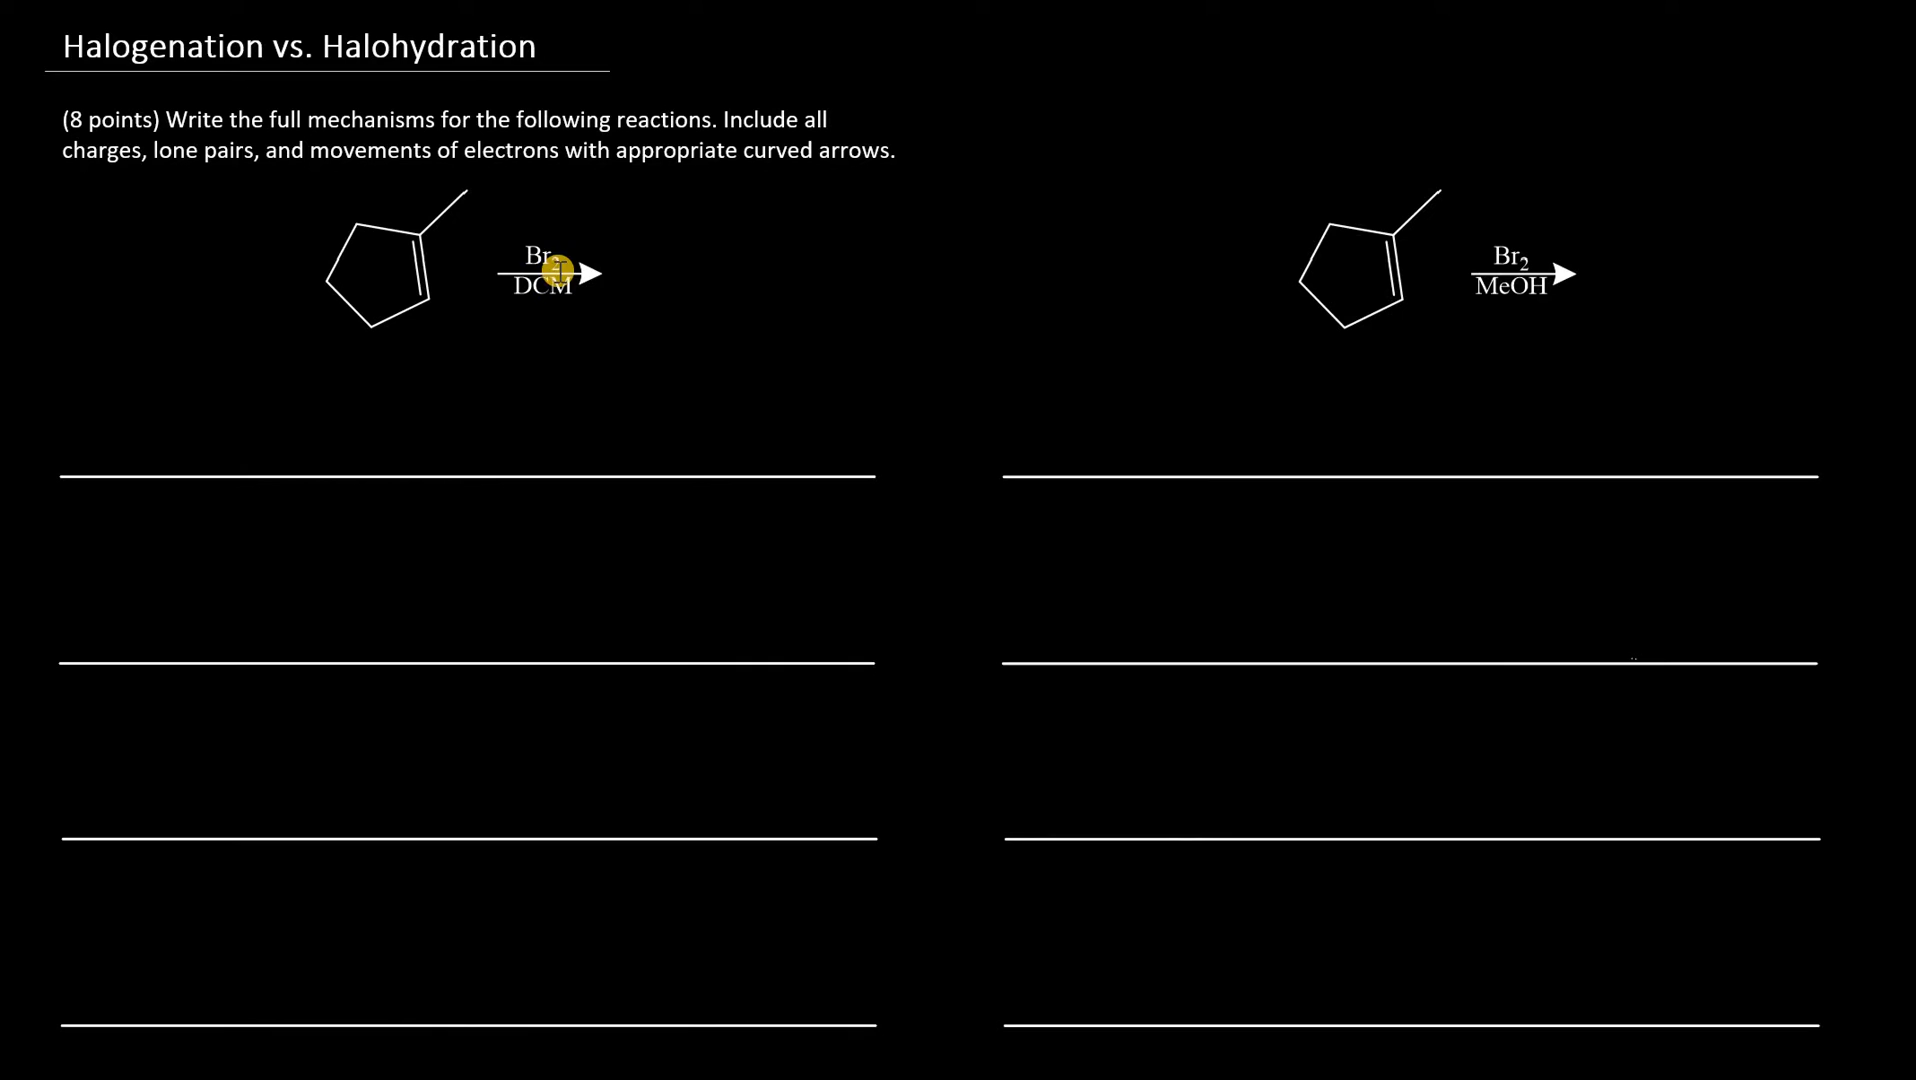 Halogenation vs. Halohydration
(8 points) Write the full mechanisms for the following reactions. Include all
charges, lone pairs, and movements of electrons with appropriate curved arrows.
Br2
DCM
Br2
MeOH